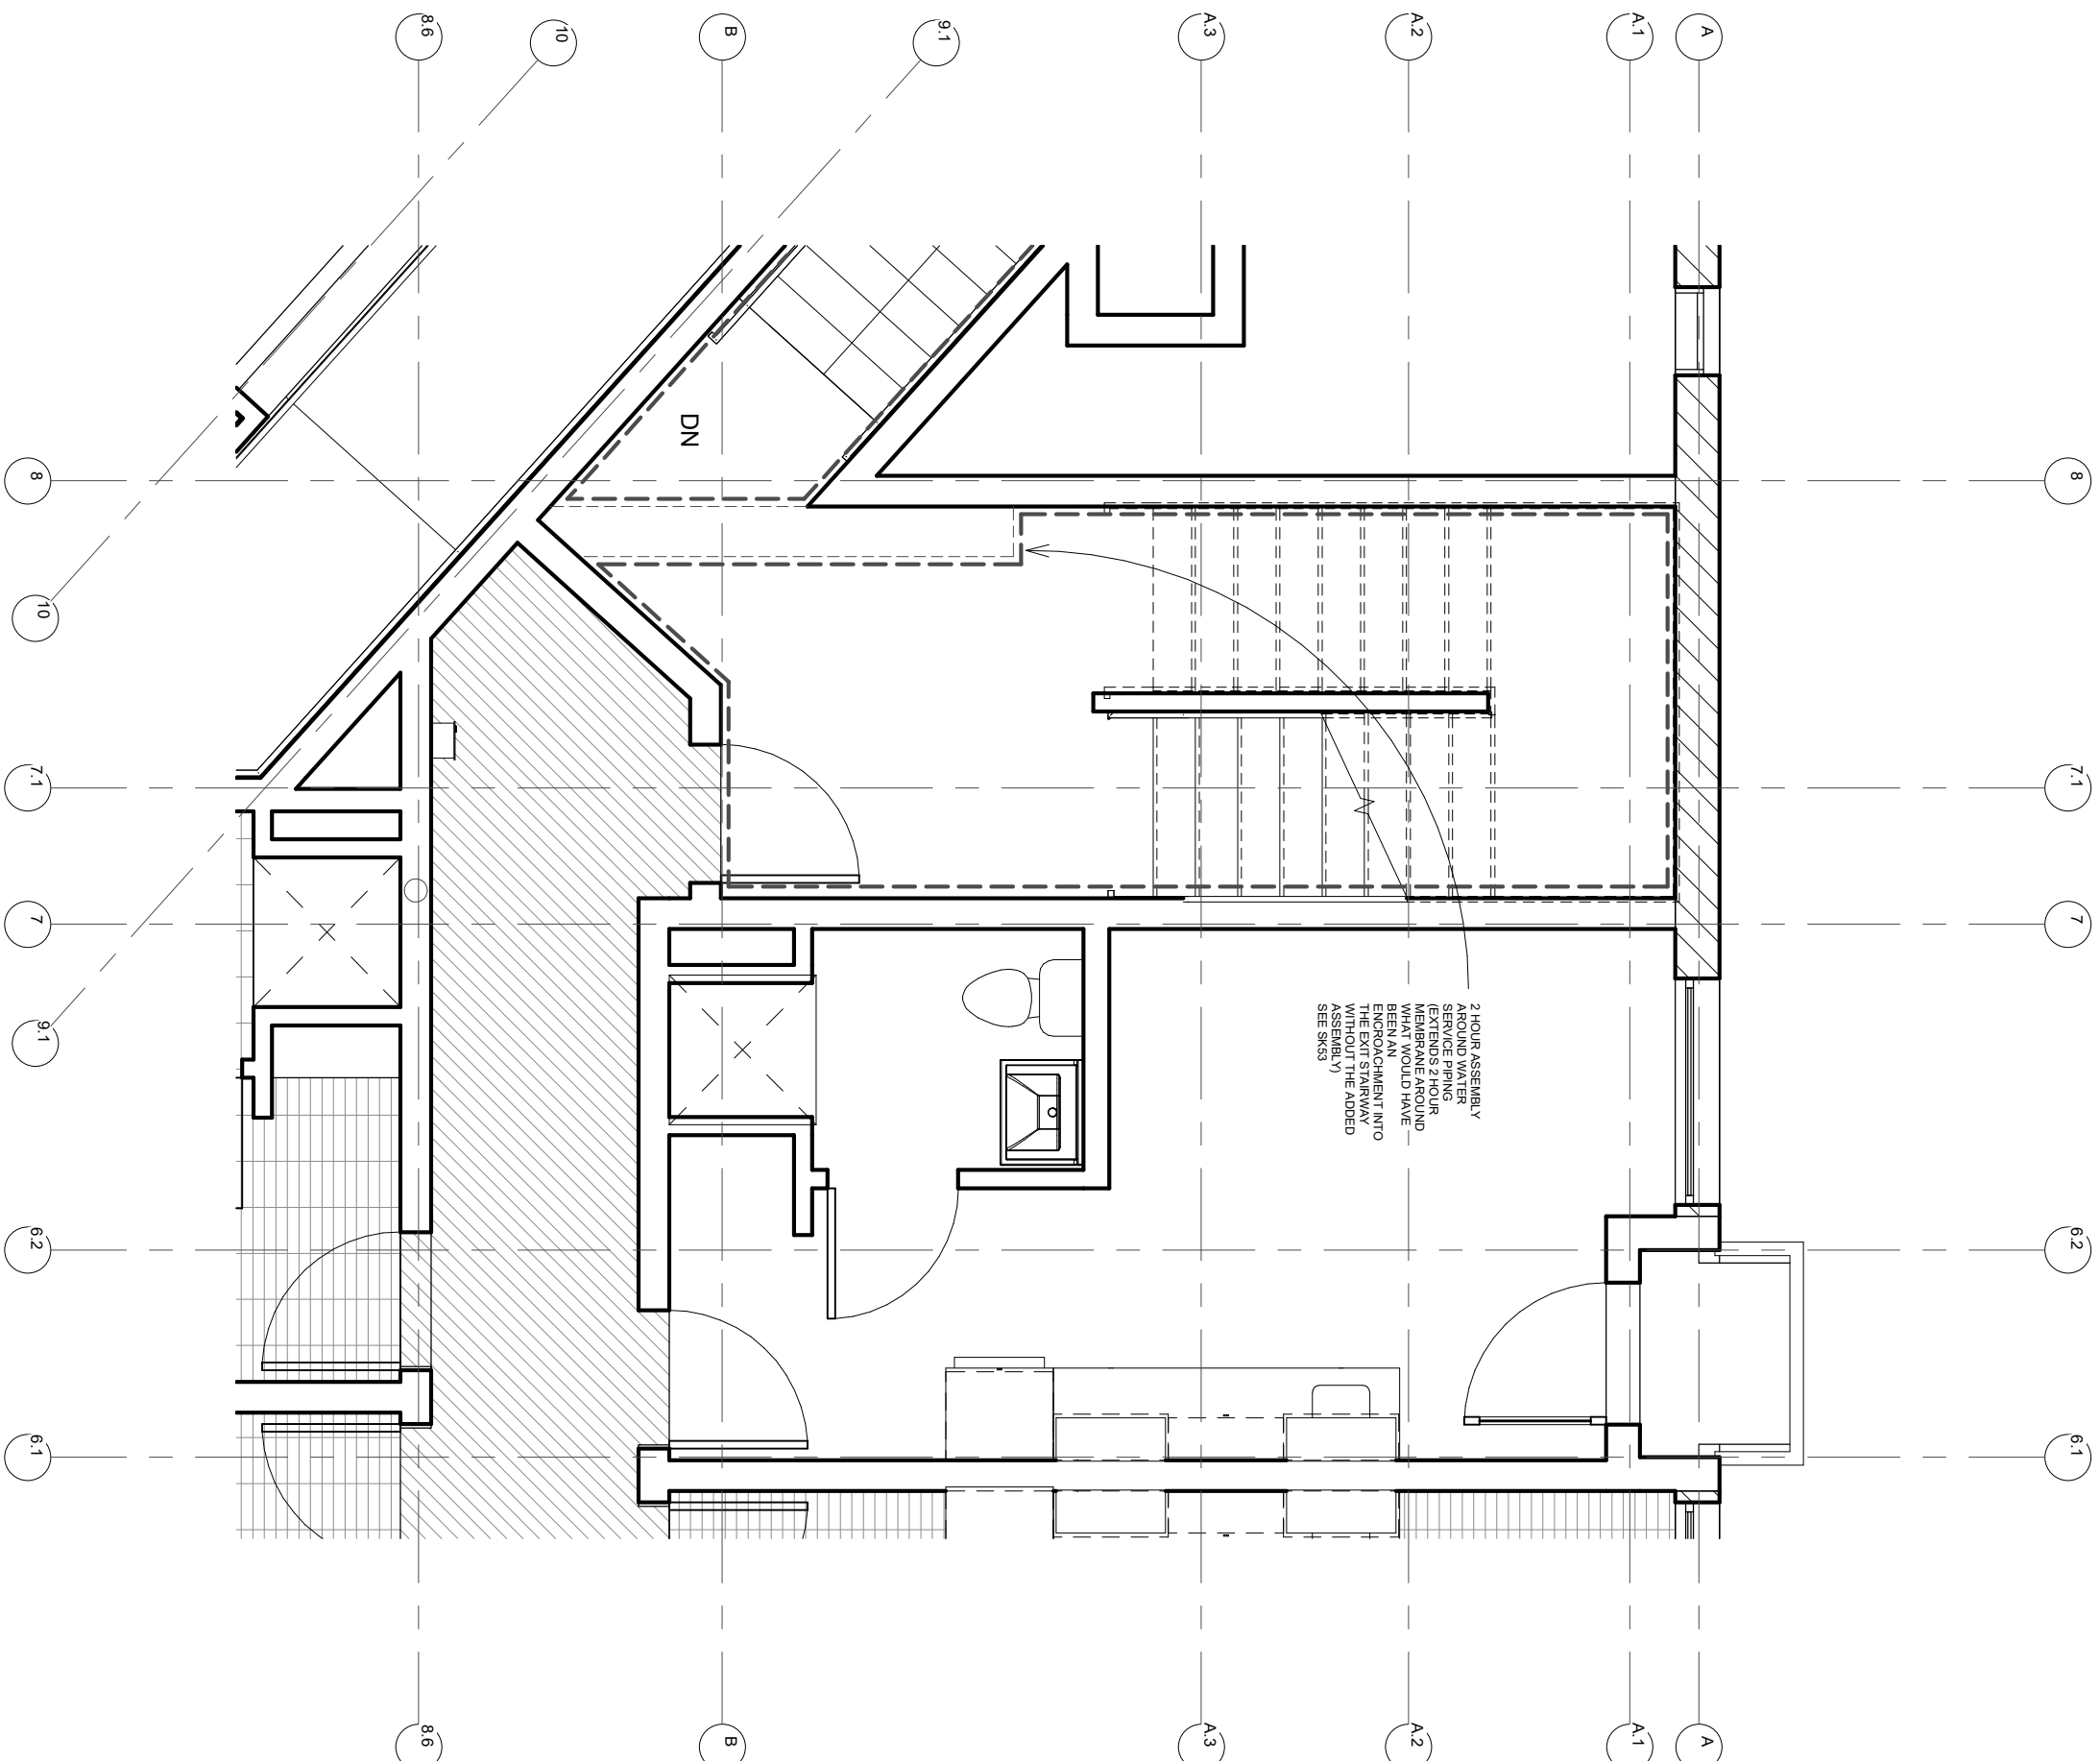 8.6
10
B
9.1
A.3
A.2
A.1
A
DN
8
8
10
7.1
7.1
7
7
9.1
2 HOUR ASSEMBLY
AROUND WATER
SERVICE PIPING
(EXTENDS 2 HOUR
MEMBRANE AROUND
WHAT WOULD HAVE
BEEN AN
ENCROACHMENT INTO
THE EXIT STAIRWAY
WITHOUT THE ADDED
ASSEMBLY)
SEE SK53
6.2
6.2
6.1
6.1
8.6
B
A.3
A.2
A.1
A